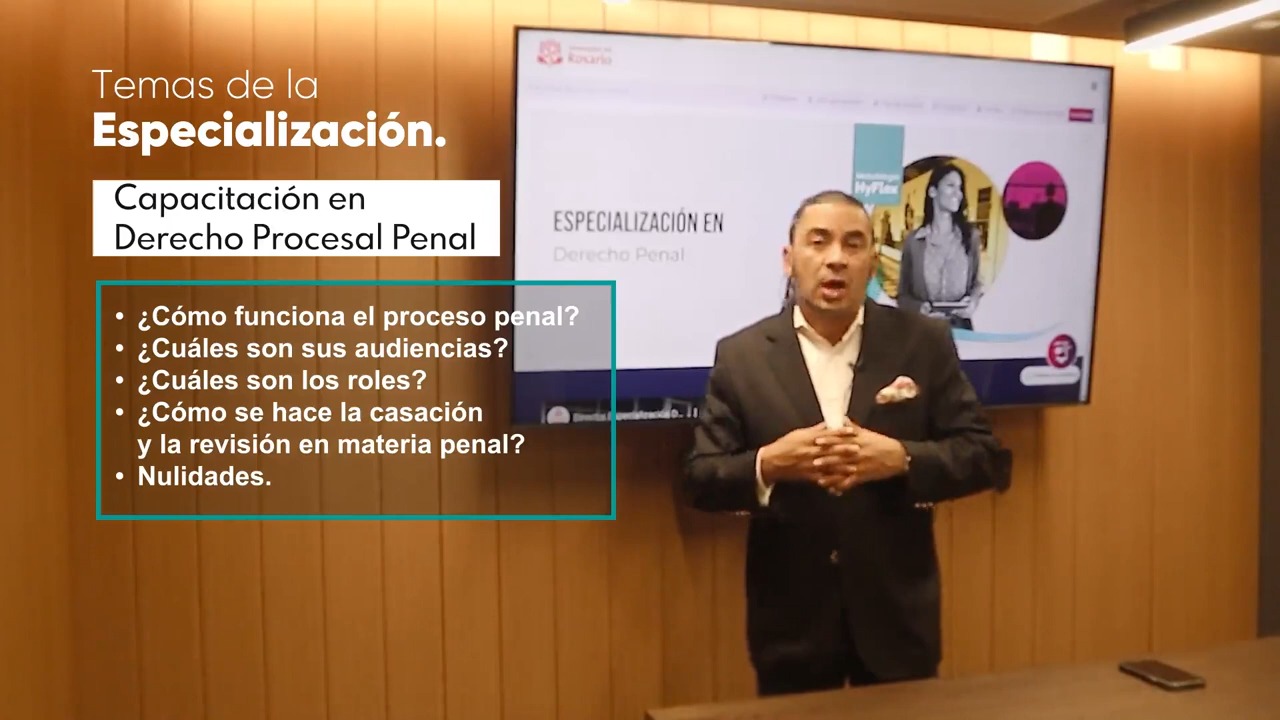 Temas de la
Especialización.
Capacitación en
Derecho Procesal Penal
• ¿Cómo funciona el proceso penal?
• ¿Cuáles son sus audiencias?
• ¿Cuáles son los roles?
• ¿Cómo se hace la casación
y la revisión en materia penal?
• Nulidades.
Rosario
HyFlex
ESPECIALIZACIÓN EN
Derecho Penal